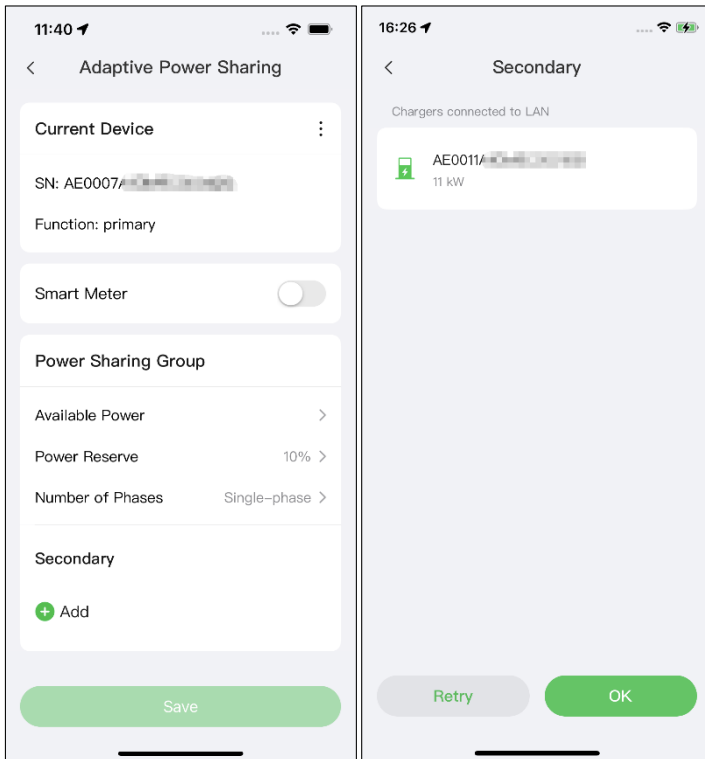 11:40
Adaptive Power Sharing
Current Device
SN: AE0007
Function: primary
Smart Meter
Power Sharing Group
Available Power
Power Reserve 10%
Number of Phases Single-phase
Secondary
Add
Save
16:26
Secondary
Chargers connected to LAN
AE0011
11 kW
Retry
OK